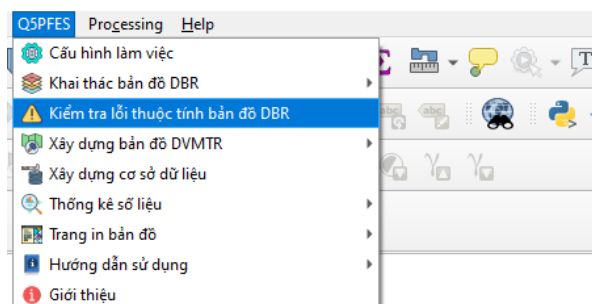 Q5PFES Processing Help
Cấu hình làm việc
Khai thác bản đồ DBR
Kiểm tra lỗi thuộc tính bản đồ DBR
Xây dựng bản đồ DVMTR
Xây dựng cơ sở dữ liệu
Thống kê số liệu
Trang in bản đồ
Hướng dẫn sử dụng
Giới thiệu